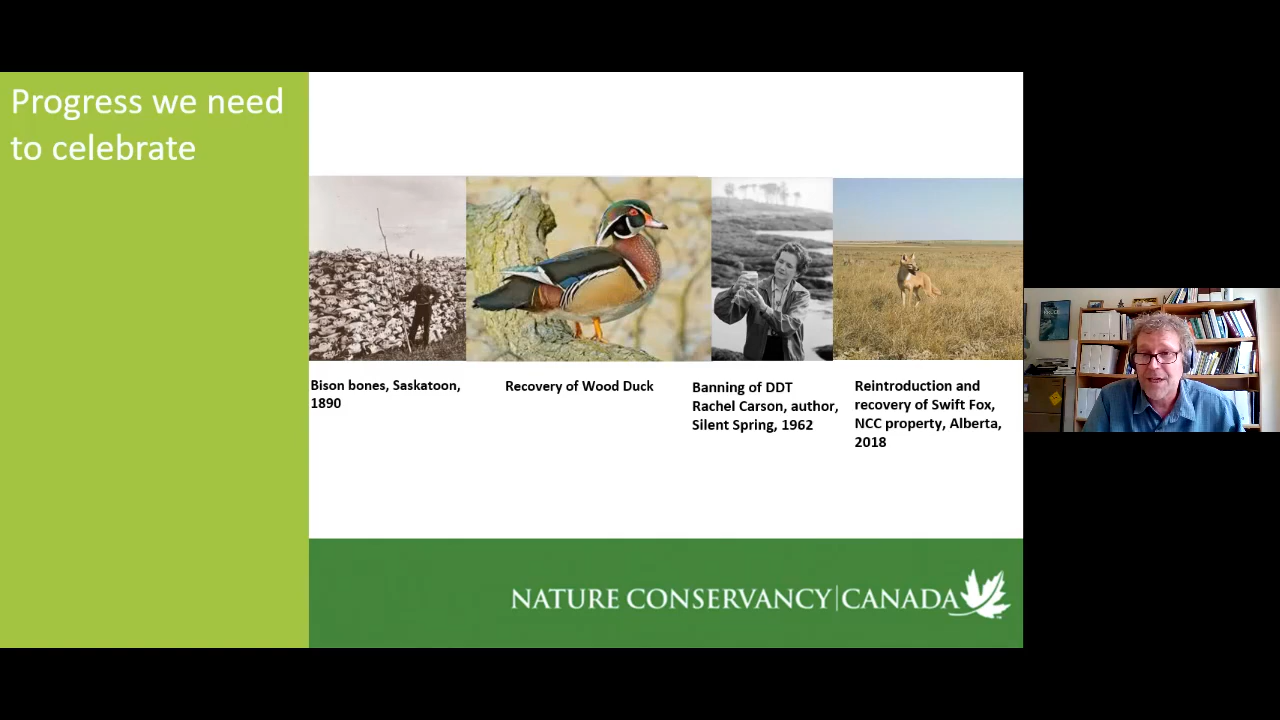 Progress we need
to celebrate
Bison bones, Saskatoon,
1890
Recovery of Wood Duck
Banning of DDT
Rachel Carson, author,
Silent Spring, 1962
Reintroduction and
recovery of Swift Fox,
NCC property, Alberta,
2018
NATURE CONSERVANCY|CANADA